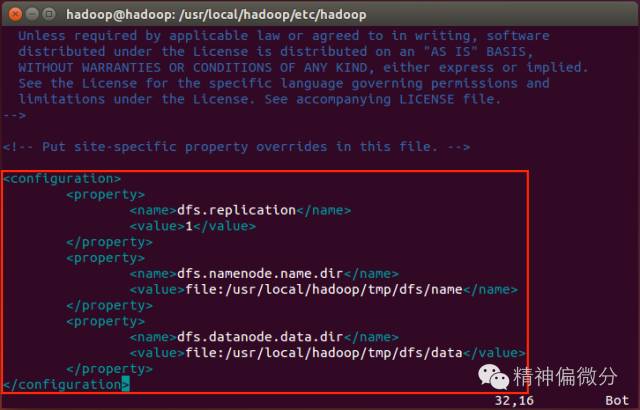 hadoop@hadoop: /usr/local/hadoop/etc/hadoop
Unless required by applicable law or agreed to in writing, software
distributed under the License is distributed on an "AS IS" BASIS,
WITHOUT WARRANTIES OR CONDITIONS OF ANY KIND, either express or implied.
See the License for the specific language governing permissions and
limitations under the License. See accompanying LICENSE file.
-->
<!-- Put site-specific property overrides in this file. -->
<configuration>
<property>
<name>dfs.replication</name>
<value>1</value>
</property>
<property>
<name>dfs.namenode.name.dir</name>
<value>file:/usr/local/hadoop/tmp/dfs/name</name>
</property>
<property>
<name>dfs.datanode.data.dir</name>
<value>file:/usr/local/hadoop/tmp/dfs/data</value>
</property>
</configuration>
精神偏微分
32,16 Bot